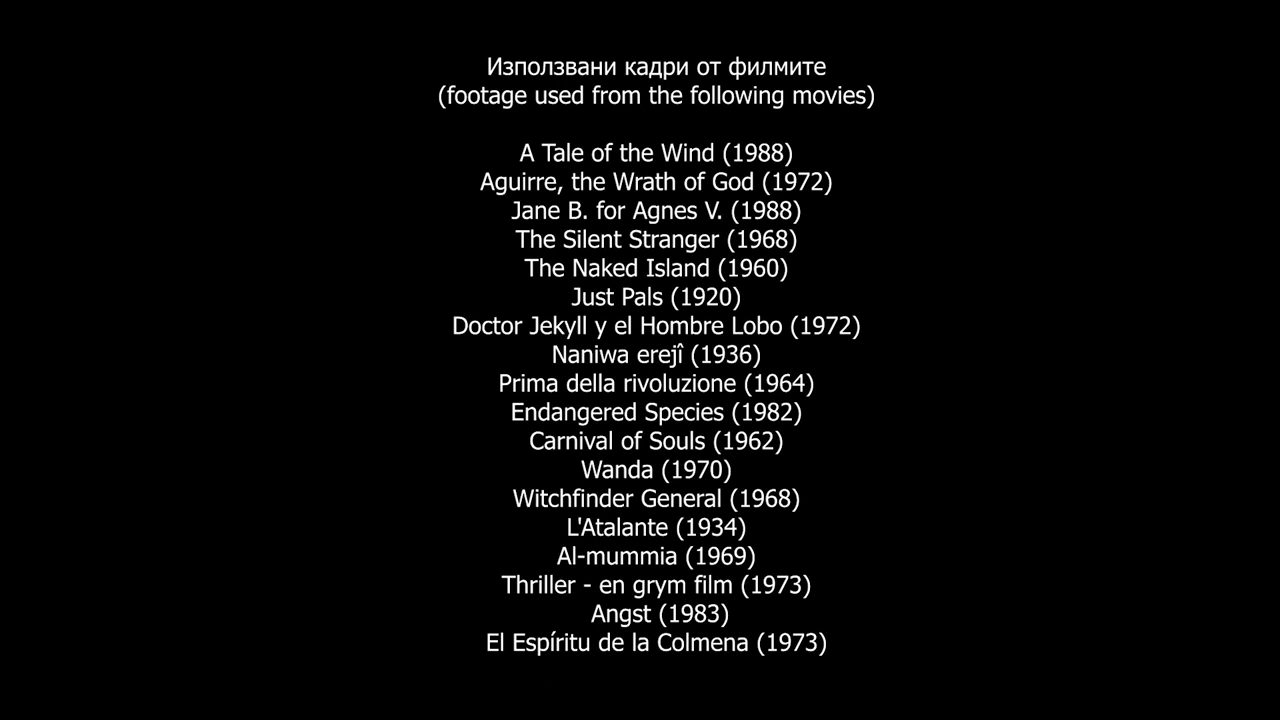 Използвани кадри от филмите
(footage used from the following movies)
A Tale of the Wind (1988)
Aguirre, the Wrath of God (1972)
Jane B. for Agnes V. (1988)
The Silent Stranger (1968)
The Naked Island (1960)
Just Pals (1920)
Doctor Jekyll y el Hombre Lobo (1972)
Naniwa erejî (1936)
Prima della rivoluzione (1964)
Endangered Species (1982)
Carnival of Souls (1962)
Wanda (1970)
Witchfinder General (1968)
L'Atalante (1934)
Al-mummia (1969)
Thriller - en grym film (1973)
Angst (1983)
El Espíritu de la Colmena (1973)